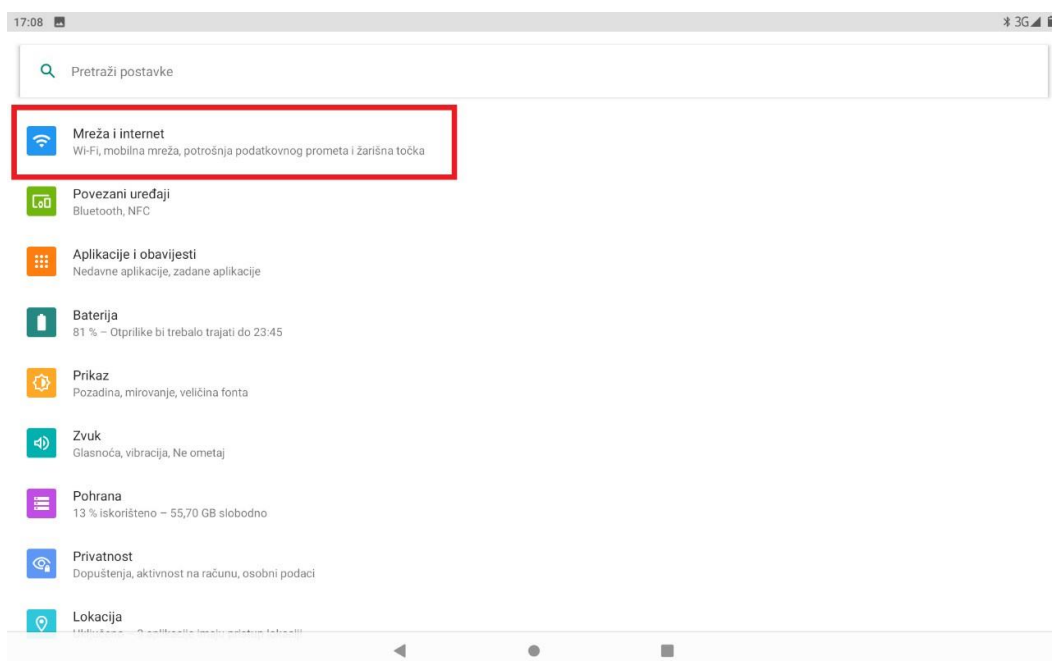 17:08
3G
Pretraži postavke
Mreža i internet
Wi-Fi, mobilna mreža, potrošnja podatkovnog prometa i žarišna točka
Povezani uređaji
Bluetooth, NFC
Aplikacije i obavijesti
Nedavne aplikacije, zadane aplikacije
Baterija
81 % – Otprilike bi trebalo trajati do 23:45
Prikaz
Pozadina, mirovanje, veličina fonta
Zvuk
Glasnoća, vibracija, Ne ometaj
Pohrana
13 % iskorišteno – 55,70 GB slobodno
Privatnost
Dopuštenja, aktivnost na računu, osobni podaci
Lokacija